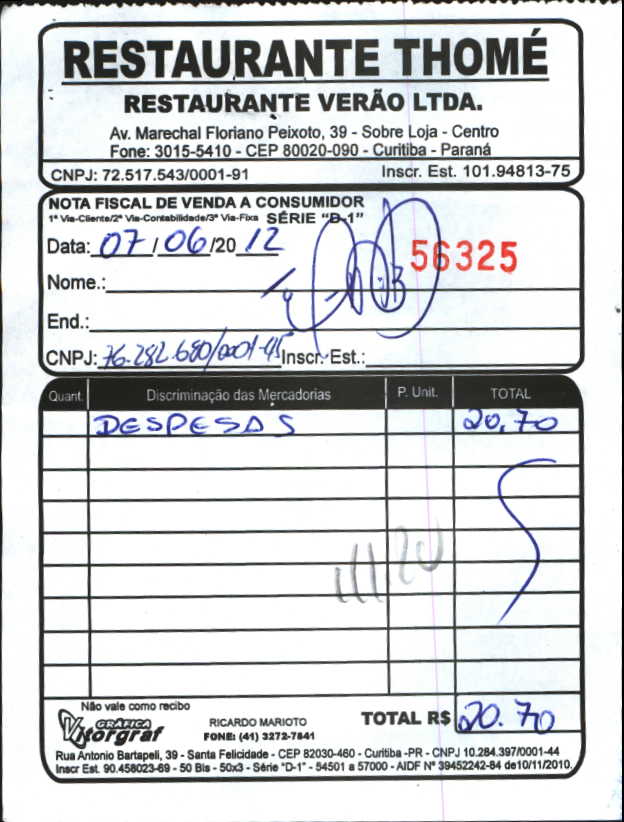 RESTAURANTE THOMÉ
RESTAURANTE VERÃO LTDA.
Av. Marechal Floriano Peixoto, 39 - Sobre Loja - Centro
Fone: 3015-5410 - CEP 80020-090 - Curitiba - Paraná
CNPJ: 72.517.543/0001-91 Inscr. Est. 101.94813-75
NOTA FISCAL DE VENDA A CONSUMIDOR
1ª Via-Cliente/2ª Via-Contabilidade/3ª Via-Fixa SÉRIE "D-1"
Data: 07/06/2012 56325
Nome.:
End.:
CNPJ: 76.282.680/0001-45 Inscr. Est.:
Quant. Discriminação das Mercadorias P. Unit. TOTAL
DESPESAS 20,70
111.20
Não vale como recibo
GRÁFICA
Vitorgraf
RICARDO MARIOTO
FONE: (41) 3272-7841
TOTAL R$ 20.70
Rua Antonio Bartapeli, 39 - Santa Felicidade - CEP 82030-460 - Curitiba -PR - CNPJ 10.284.397/0001-44
Inscr Est. 90.458023-69 - 50 Bls - 50x3 - Série "D-1" - 54501 a 57000 - AIDF Nº 39452242-84 de10/11/2010.